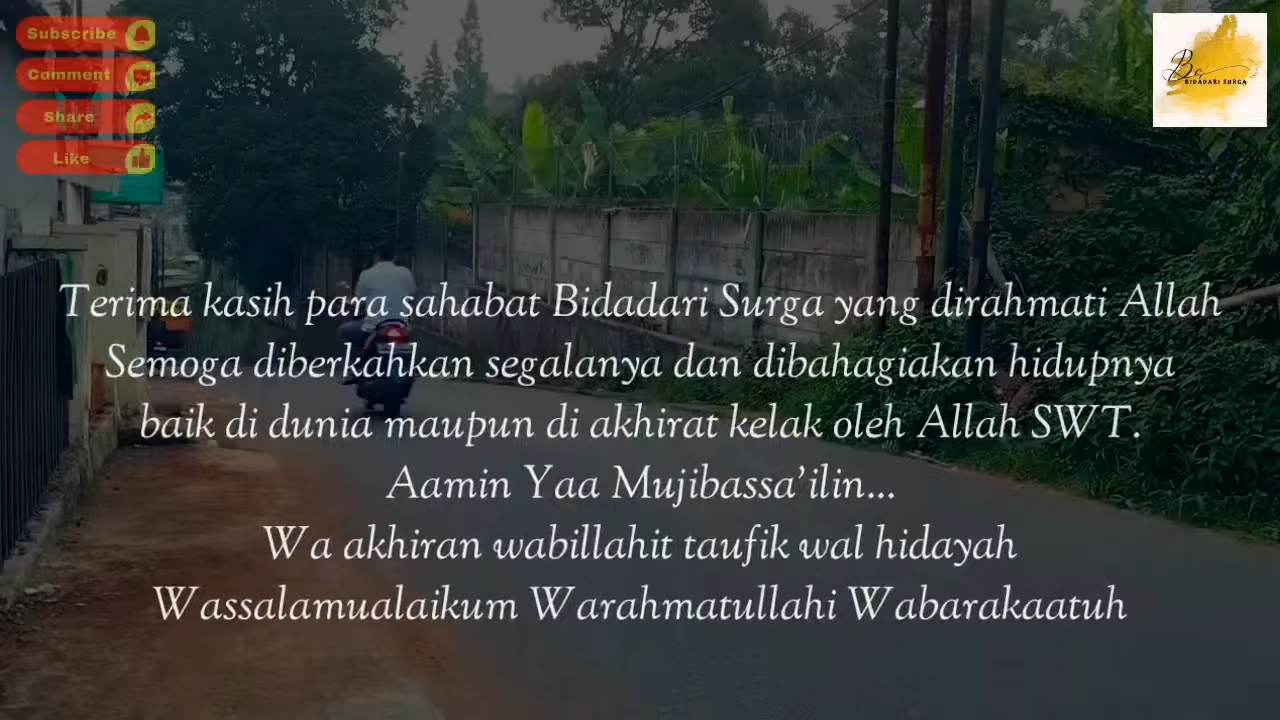 Subscribe
Comment
Share
Like
Bs
BIDADARI SURGA
Terima kasih para sahabat Bidadari Surga yang dirahmati Allah
Semoga diberkahkan segalanya dan dibahagiakan hidupnya
baik di dunia maupun di akhirat kelak oleh Allah SWT.
Aamin Yaa Mujibassa'ilin...
Wa akhiran wabillahit taufik wal hidayah
Wassalamualaikum Warahmatullahi Wabarakaatuh